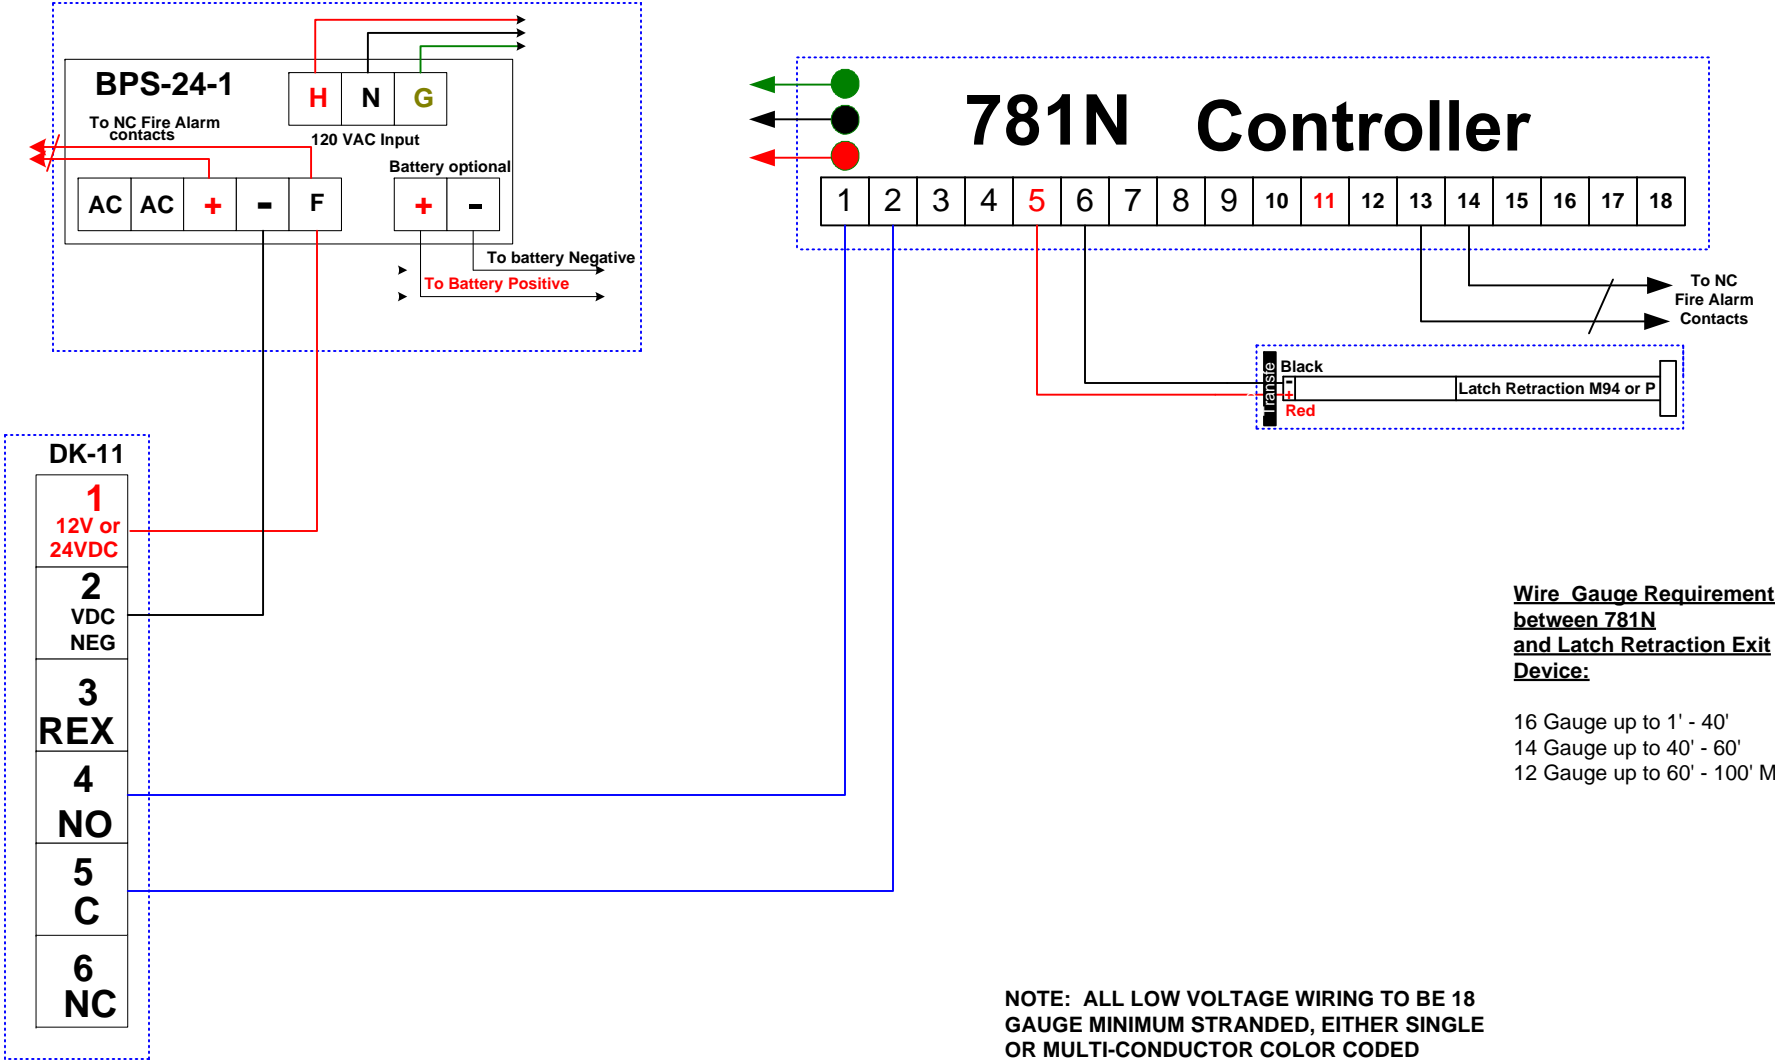 BPS-24-1
H N G
To NC Fire Alarm
contacts
120 VAC Input
Battery optional
AC AC + - F
+ -
To battery Negative
To Battery Positive
781N Controller
1 2 3 4 5 6 7 8 9 10 11 12 13 14 15 16 17 18
To NC
Fire Alarm
Contacts
Transfe
Black
-
+
Red
Latch Retraction M94 or P
DK-11
1
12V or
24VDC
2
VDC
NEG
3
REX
4
NO
5
C
6
NC
Wire Gauge Requirement
between 781N
and Latch Retraction Exit
Device:
16 Gauge up to 1' - 40'
14 Gauge up to 40' - 60'
12 Gauge up to 60' - 100' M
NOTE: ALL LOW VOLTAGE WIRING TO BE 18
GAUGE MINIMUM STRANDED, EITHER SINGLE
OR MULTI-CONDUCTOR COLOR CODED